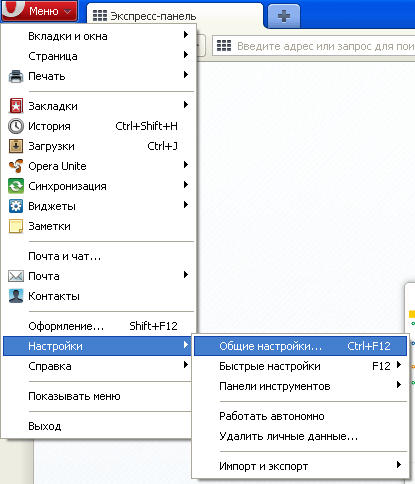 Меню
Экспресс-панель
Введите адрес или запрос для пои
Вкладки и окна
Страница
Печать
Закладки
История Ctrl+Shift+H
Загрузки Ctrl+J
Opera Unite
Синхронизация
Виджеты
Заметки
Почта и чат...
Почта
Контакты
Оформление... Shift+F12
Настройки
Справка
Показывать меню
Выход
Общие настройки... Ctrl+F12
Быстрые настройки F12
Панели инструментов
Работать автономно
Удалить личные данные...
Импорт и экспорт